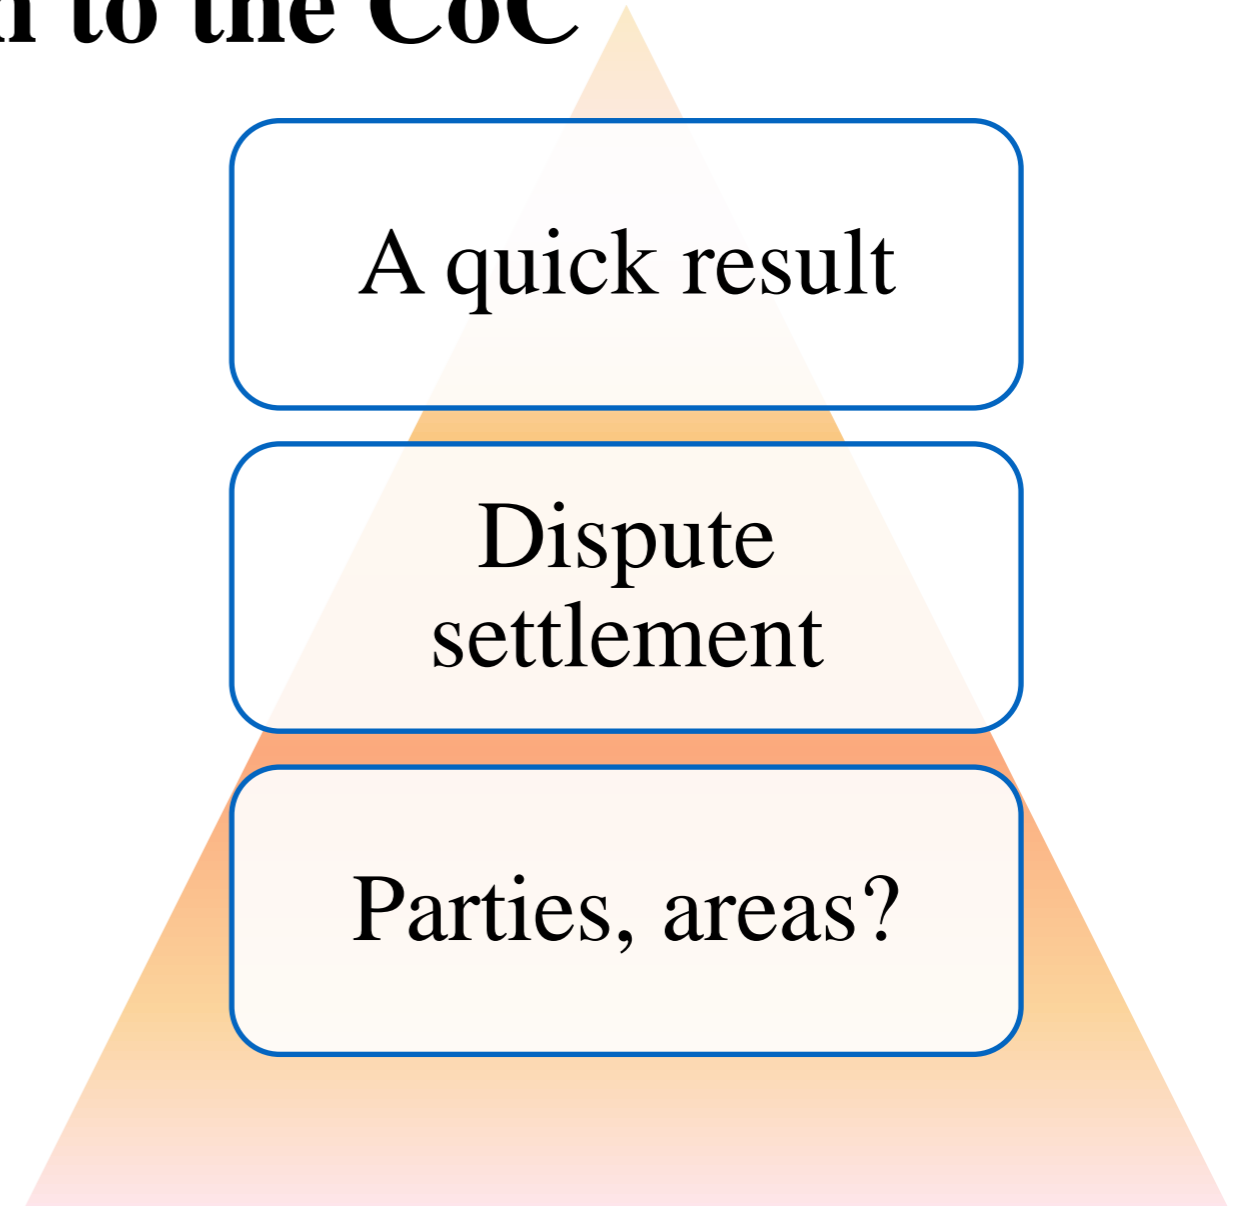 to the CoC
A quick result
Dispute
settlement
Parties, areas?